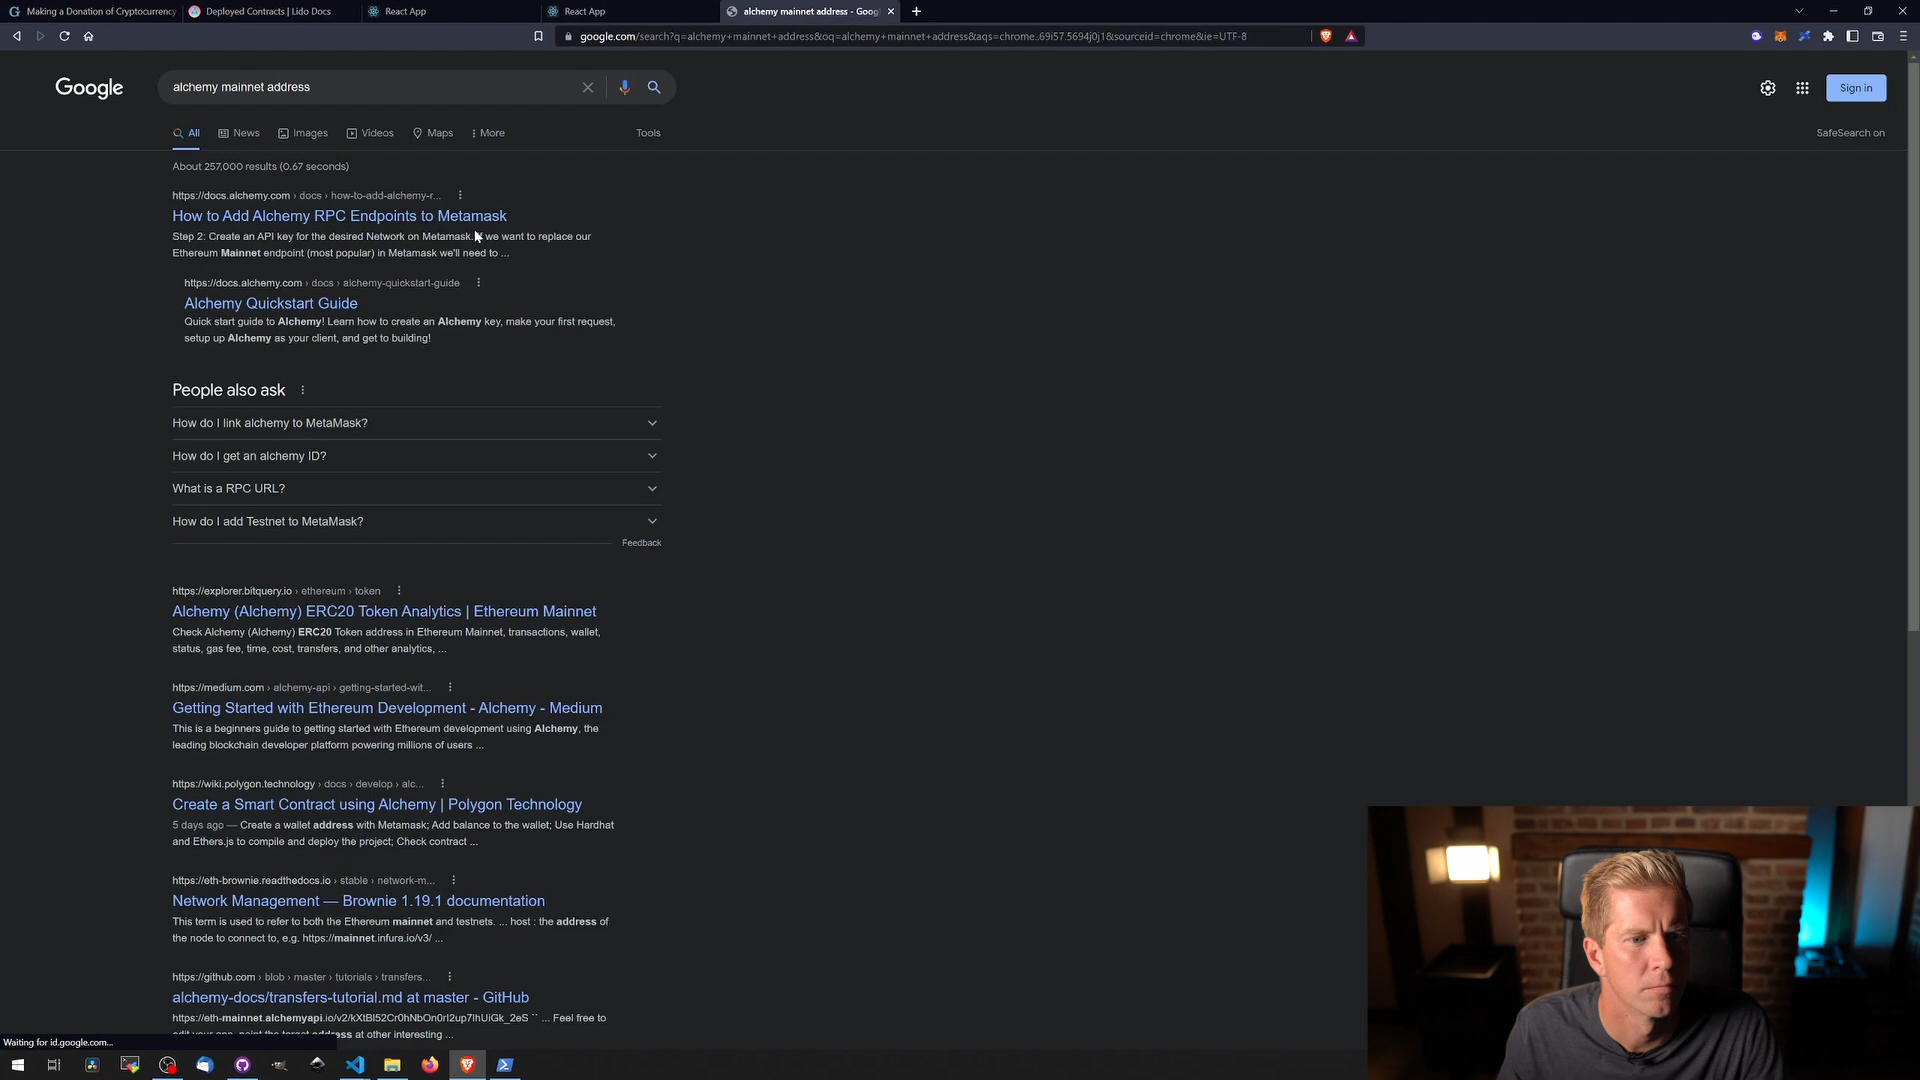 Making a Donation of Cryptocurrency
Deployed Contracts | Lido Docs
React App
React App
alchemy mainnet address - Goog
google.com/search?q=alchemy+mainnet+address&oq=alchemy+mainnet+address&aqs=chrome..69i57.5694j0j1&sourceid=chrome&ie=UTF-8
Google
alchemy mainnet address
Sign in
All
News
Images
Videos
Maps
More
Tools
SafeSearch on
About 257,000 results (0.67 seconds)
https://docs.alchemy.com › docs › how-to-add-alchemy-r...
How to Add Alchemy RPC Endpoints to Metamask
Step 2: Create an API key for the desired Network on Metamask. If we want to replace our
Ethereum Mainnet endpoint (most popular) in Metamask we'll need to ...
https://docs.alchemy.com › docs › alchemy-quickstart-guide
Alchemy Quickstart Guide
Quick start guide to Alchemy! Learn how to create an Alchemy key, make your first request,
setup up Alchemy as your client, and get to building!
People also ask
How do I link alchemy to MetaMask?
How do I get an alchemy ID?
What is a RPC URL?
How do I add Testnet to MetaMask?
Feedback
https://explorer.bitquery.io › ethereum › token
Alchemy (Alchemy) ERC20 Token Analytics | Ethereum Mainnet
Check Alchemy (Alchemy) ERC20 Token address in Ethereum Mainnet, transactions, wallet,
status, gas fee, time, cost, transfers, and other analytics, ...
https://medium.com › alchemy-api › getting-started-wit...
Getting Started with Ethereum Development - Alchemy - Medium
This is a beginners guide to getting started with Ethereum development using Alchemy, the
leading blockchain developer platform powering millions of users ...
https://wiki.polygon.technology › docs › develop › alc...
Create a Smart Contract using Alchemy | Polygon Technology
5 days ago — Create a wallet address with Metamask; Add balance to the wallet; Use Hardhat
and Ethers.js to compile and deploy the project; Check contract ...
https://eth-brownie.readthedocs.io › stable › network-m...
Network Management — Brownie 1.19.1 documentation
This term is used to refer to both the Ethereum mainnet and testnets. ... host : the address of
the node to connect to, e.g. https://mainnet.infura.io/v3/ ...
https://github.com › blob › master › tutorials › transfers...
alchemy-docs/transfers-tutorial.md at master - GitHub
https://eth-mainnet.alchemyapi.io/v2/kXtBl52Cr0hNbOn0rI2up7lhUiGk_2eS `` ... Feel free to
edit your app, point the target address at other interesting ...
Waiting for id.google.com...